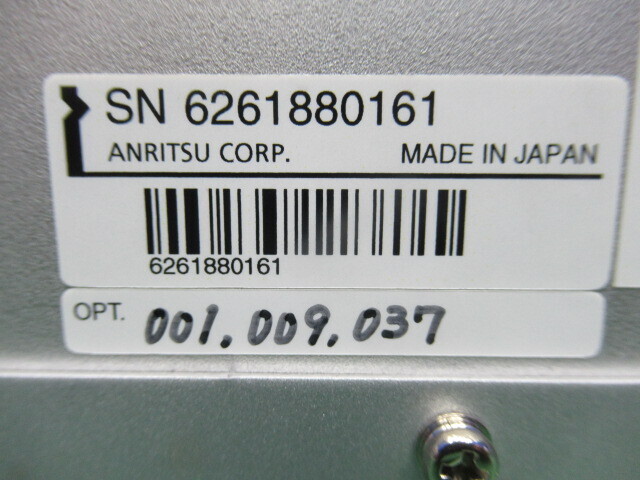 SN 6261880161
ANRITSU CORP. MADE IN JAPAN
6261880161
OPT. 001,009,037